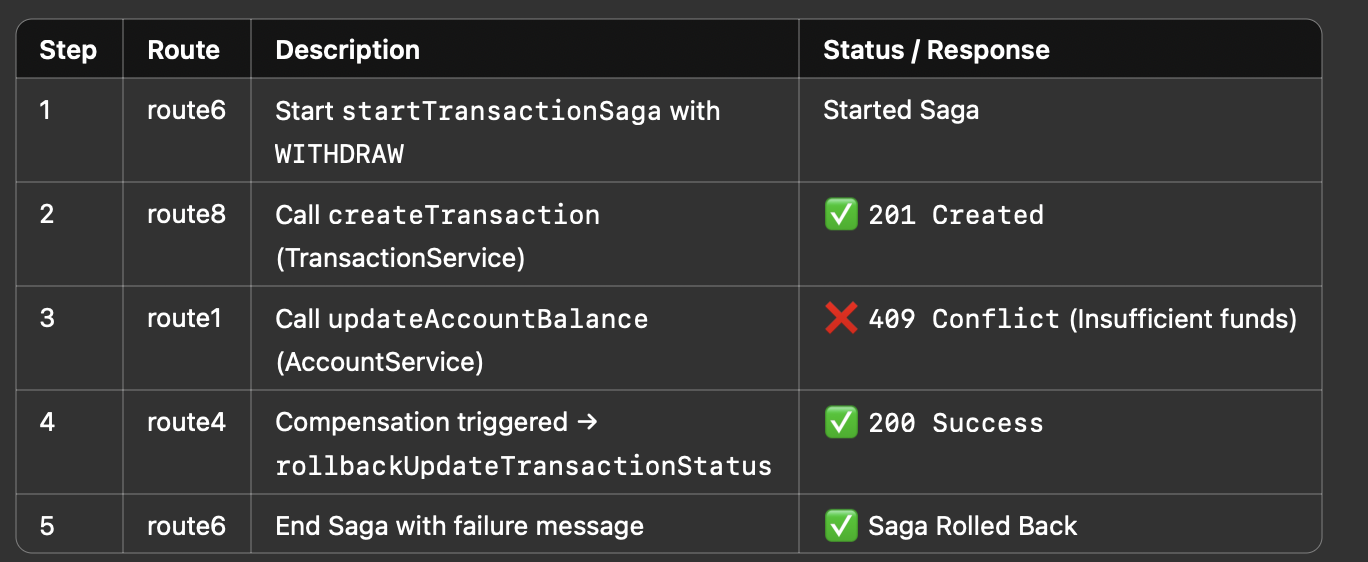 Step Route Description Status / Response
1 route6 Start startTransactionSaga with Started Saga
WITHDRAW
2 route8 Call createTransaction ✅ 201 Created
(TransactionService)
3 route1 Call updateAccountBalance ❌ 409 Conflict (Insufficient funds)
(AccountService)
4 route4 Compensation triggered → ✅ 200 Success
rollbackUpdateTransactionStatus
5 route6 End Saga with failure message ✅ Saga Rolled Back